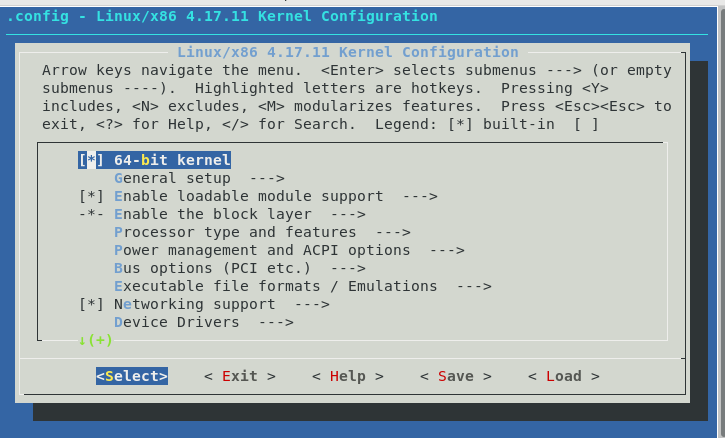 .config - Linux/x86 4.17.11 Kernel Configuration
Linux/x86 4.17.11 Kernel Configuration
Arrow keys navigate the menu.  <Enter> selects submenus ---> (or empty
submenus ----).  Highlighted letters are hotkeys.  Pressing <Y>
includes, <N> excludes, <M> modularizes features.  Press <Esc><Esc> to
exit, <?> for Help, </> for Search.  Legend: [*] built-in  [ ]
[*] 64-bit kernel
General setup  --->
[*] Enable loadable module support  --->
-*- Enable the block layer  --->
Processor type and features  --->
Power management and ACPI options  --->
Bus options (PCI etc.)  --->
Executable file formats / Emulations  --->
[*] Networking support  --->
Device Drivers  --->
↓(+)
<Select>    < Exit >    < Help >    < Save >    < Load >